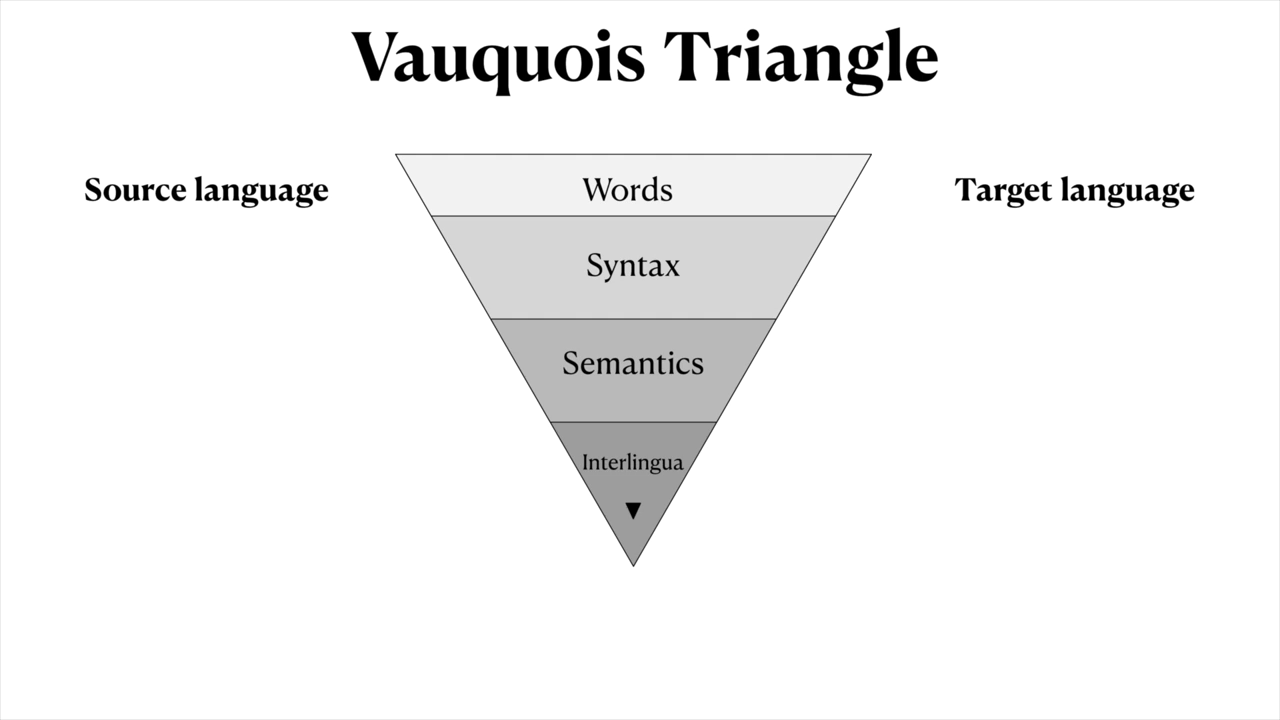 Vauquois Triangle
Source language
Words
Target language
Syntax
Semantics
Interlingua